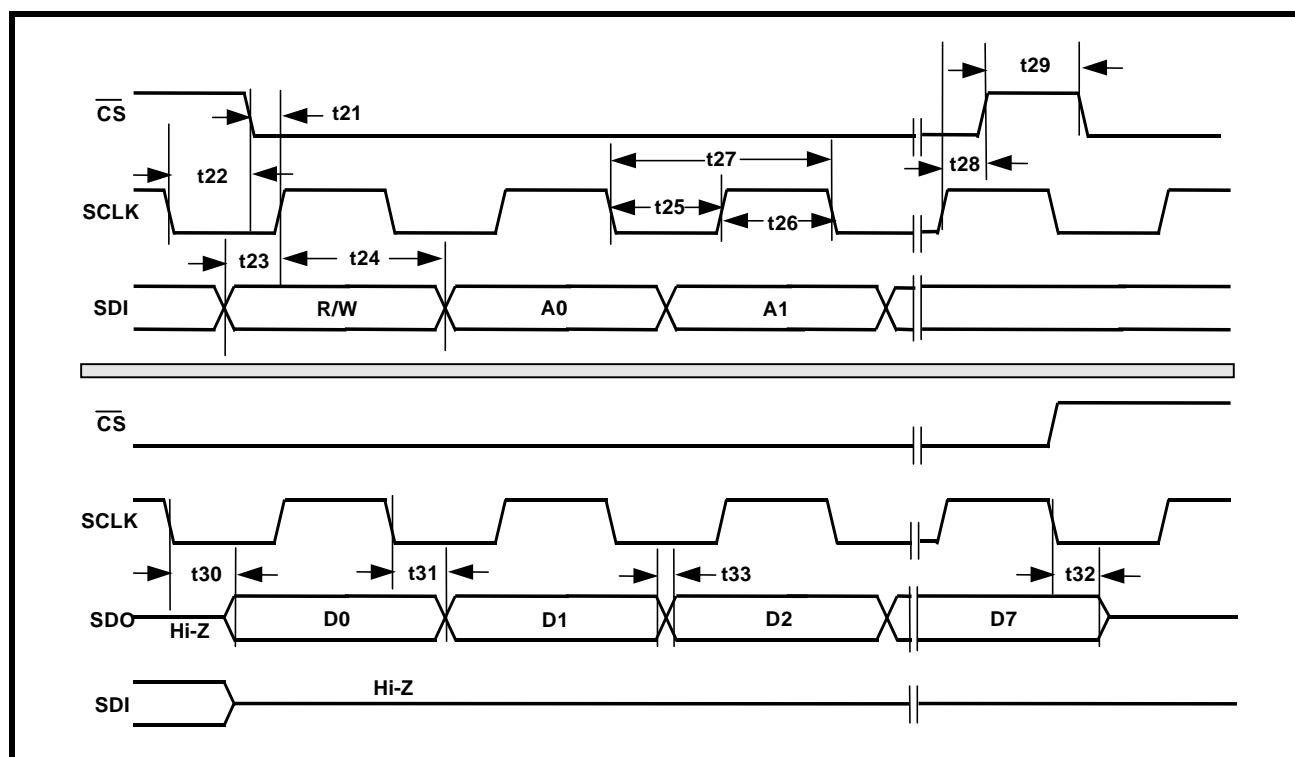 t29
CS
t21
t22
t27
t28
SCLK
t25
t26
t23
t24
SDI
R/W
A0
A1
CS
SCLK
t30
t31
t33
t32
SDO
Hi-Z
D0
D1
D2
D7
SDI
Hi-Z